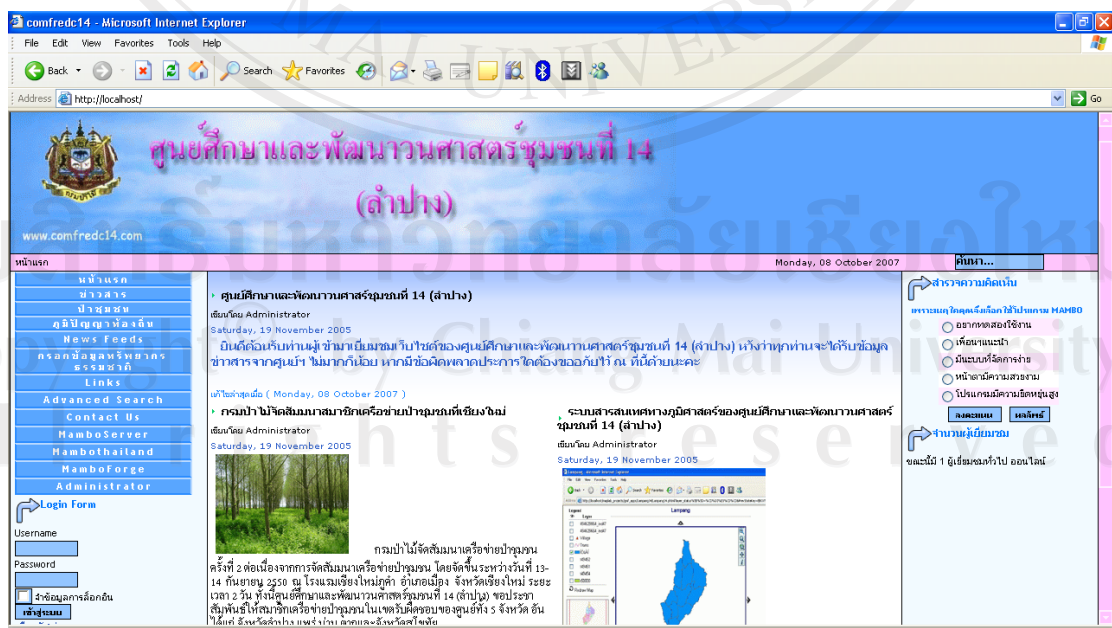 comfredc14 - Microsoft Internet Explorer
File Edit View Favorites Tools Help
Back Search Favorites
Address http://localhost/ Go
ศูนย์ศึกษาและพัฒนาวนศาสตร์ชุมชนที่ 14
(ลำปาง)
กรมป่าไม้
www.comfredc14.com
หน้าแรก Monday, 08 October 2007 ค้นหา...
หน้าแรก
ข่าวสาร
ป่าชุมชน
ภูมิปัญญาท้องถิ่น
News Feeds
กรอกข้อมูลทรัพยากรธรรมชาติ
Links
Advanced Search
Contact Us
MamboServer
Mambothailand
MamboForge
Administrator
Login Form
Username
Password
จำข้อมูลการล็อกอิน
เข้าสู่ระบบ
ศูนย์ศึกษาและพัฒนาวนศาสตร์ชุมชนที่ 14 (ลำปาง)
เขียนโดย Administrator
Saturday, 19 November 2005
ยินดีต้อนรับท่านผู้เข้ามาเยี่ยมชมเว็บไซต์ของศูนย์ศึกษาและพัฒนาวนศาสตร์ชุมชนที่ 14 (ลำปาง) หวังว่าทุกท่านจะได้รับข้อมูล
ข่าวสารจากศูนย์ฯ ไม่มากก็น้อย หากมีข้อผิดพลาดประการใดต้องขออภัยไว้ ณ ที่นี้ด้วยนะคะ
แก้ไขล่าสุดเมื่อ ( Monday, 08 October 2007 )
กรมป่าไม้จัดสัมมนาสมาชิกเครือข่ายป่าชุมชนที่เชียงใหม่
เขียนโดย Administrator
Saturday, 19 November 2005
กรมป่าไม้จัดสัมมนาเครือข่ายป่าชุมชน
ครั้งที่ 2 ต่อเนื่องจากการจัดสัมมนาเครือข่ายป่าชุมชน โดยจัดขึ้นระหว่างวันที่ 13-
14 กันยายน 2550 ณ โรงแรมเชียงใหม่ภูคำ อำเภอเมือง จังหวัดเชียงใหม่ ระยะ
เวลา 2 วัน ทั้งนี้ศูนย์ศึกษาและพัฒนาวนศาสตร์ชุมชนที่ 14 (ลำปาง) ขอประชา
สัมพันธ์ให้สมาชิกเครือข่ายป่าชุมชนในเขตรับผิดชอบของศูนย์ทั้ง 5 จังหวัด อัน
ได้แก่ จังหวัดลำปาง แพร่ น่าน ตากและจังหวัดสุโขทัย
ระบบสารสนเทศทางภูมิศาสตร์ของศูนย์ศึกษาและพัฒนาวนศาสตร์
ชุมชนที่ 14 (ลำปาง)
เขียนโดย Administrator
Saturday, 19 November 2005
Lampang
สำรวจความคิดเห็น
เพราะเหตุใดคุณจึงเลือกใช้โปรแกรม MAMBO
อยากทดลองใช้งาน
เพื่อนๆแนะนำ
มีระบบที่จัดการง่าย
หน้าตามีความสวยงาม
โปรแกรมมีความยืดหยุ่นสูง
ลงคะแนน ผลลัพธ์
จำนวนผู้เยี่ยมชม
ขณะนี้มี 1 ผู้เยี่ยมชมทั่วไป ออนไลน์